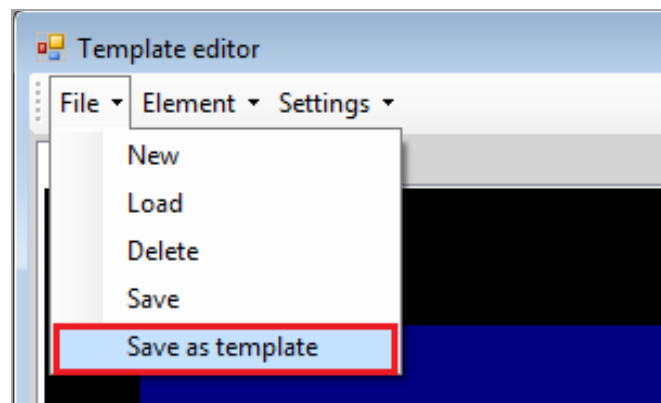 Template editor
File Element Settings
New
Load
Delete
Save
Save as template